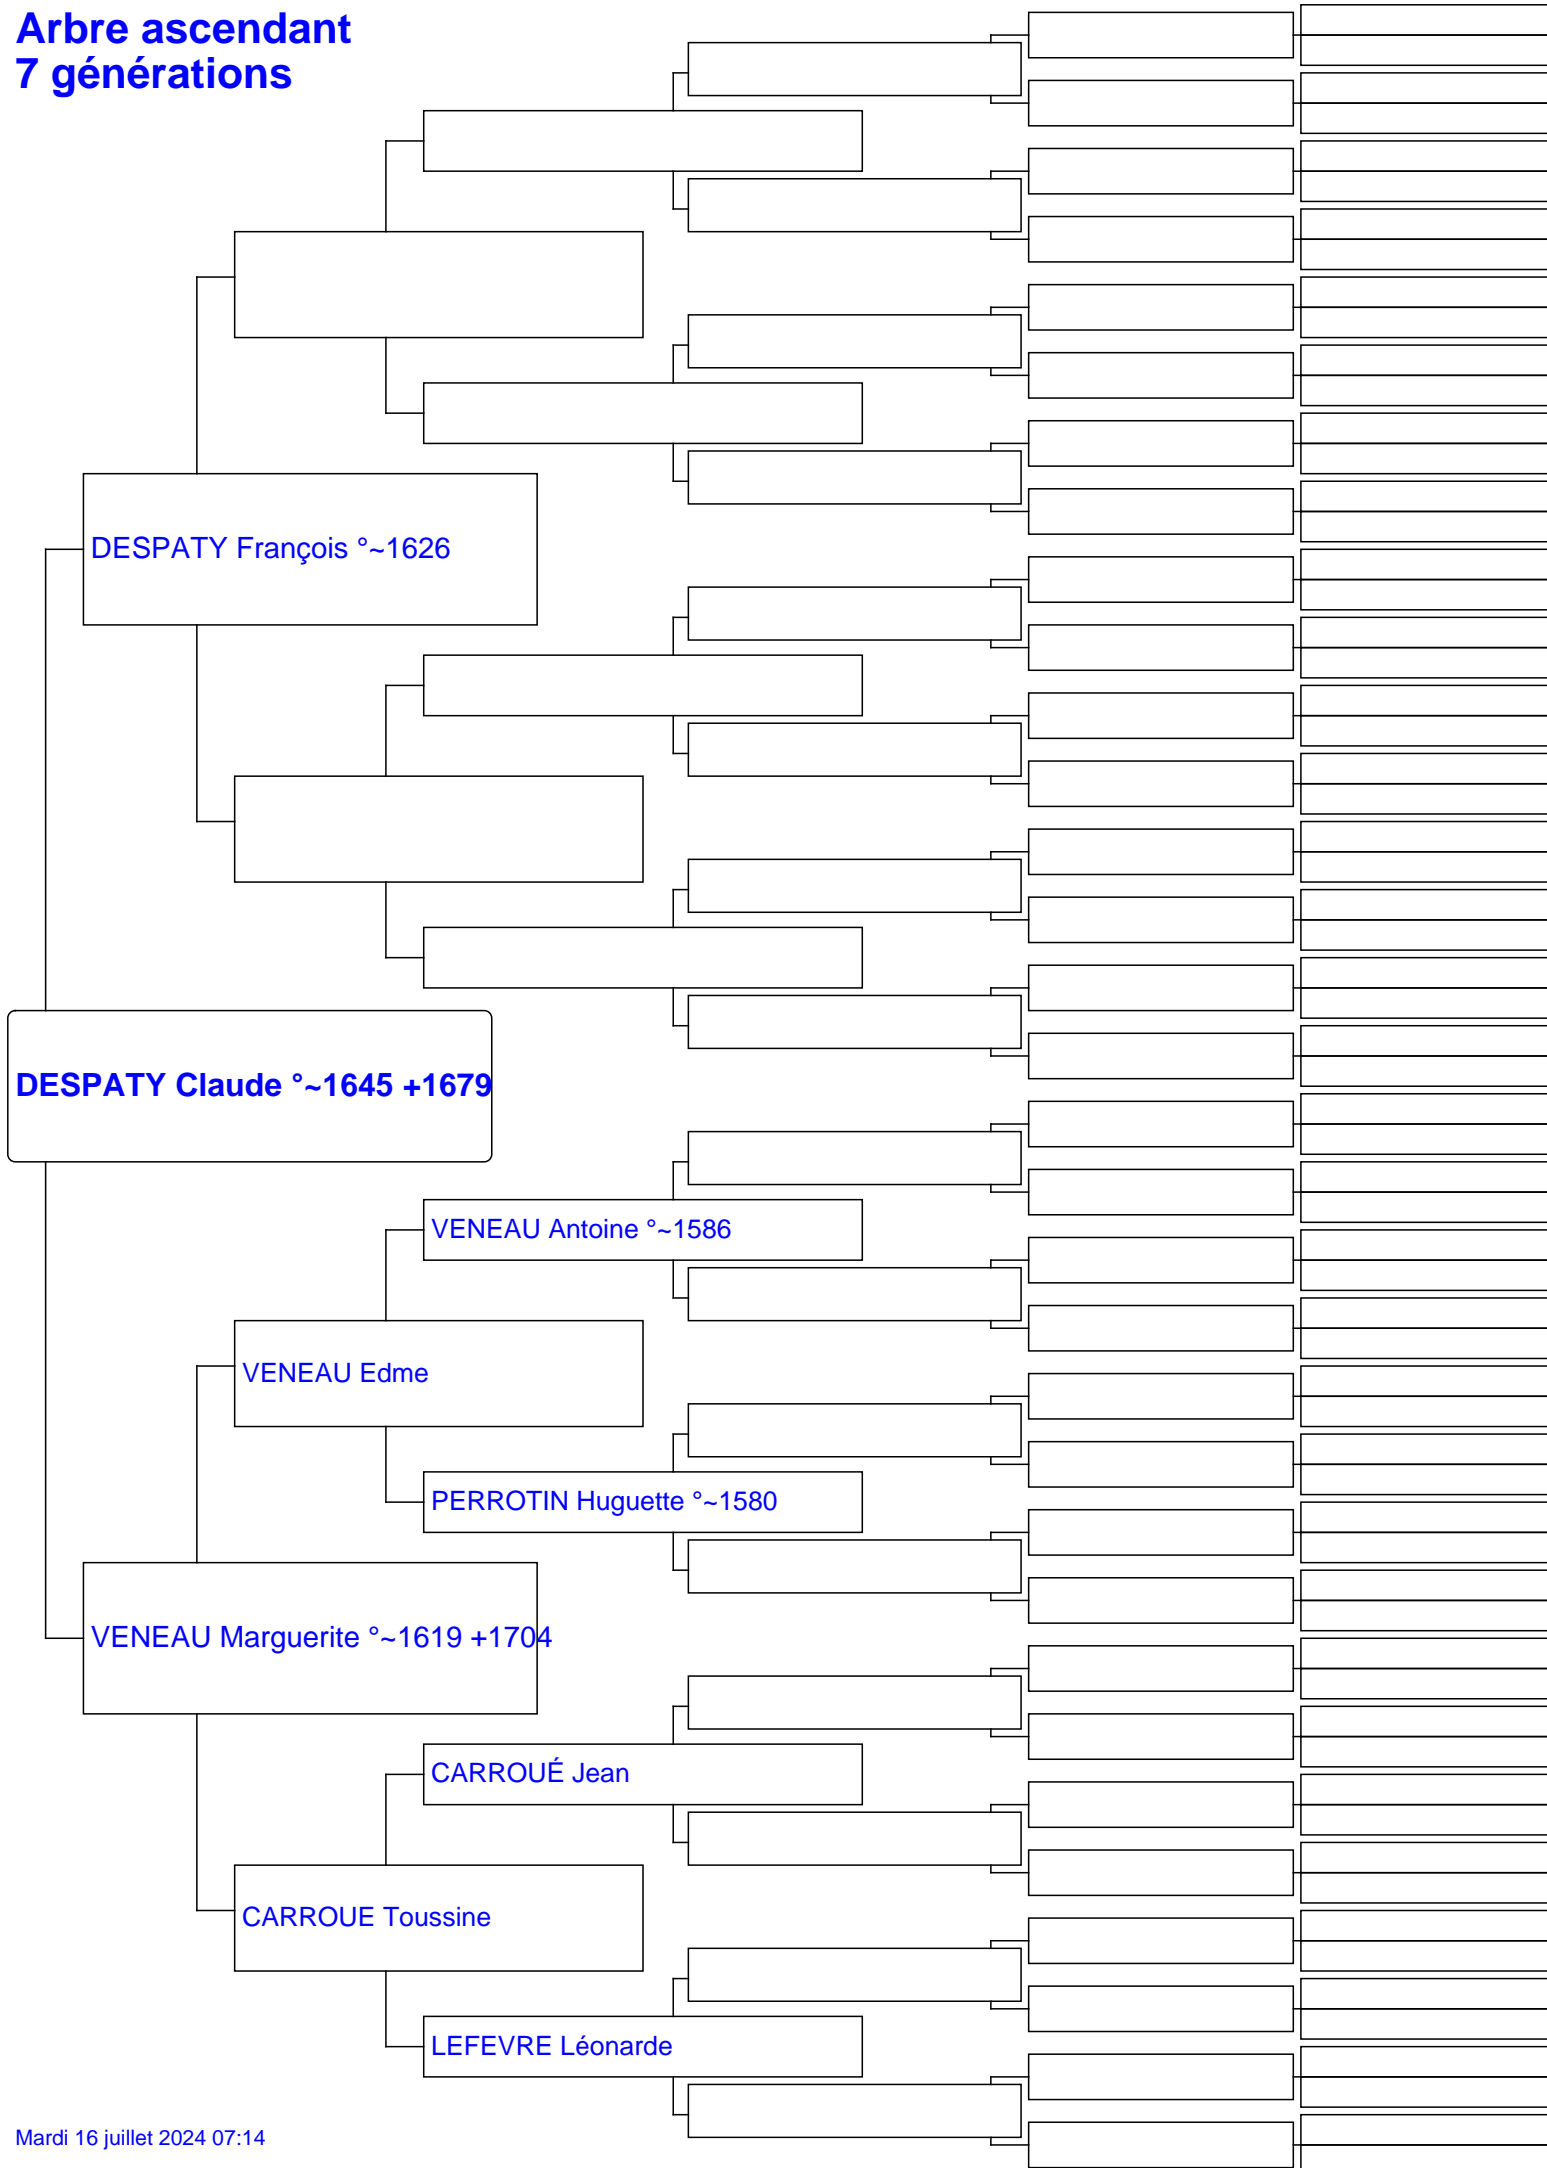 Arbre ascendant
7 générations
DESPATY François °~1626
DESPATY Claude °~1645 +1679
VENEAU Antoine °~1586
VENEAU Edme
PERROTIN Huguette °~1580
VENEAU Marguerite °~1619 +1704
CARROUÉ Jean
CARROUE Toussine
LEFEVRE Léonarde
Mardi 16 juillet 2024 07:14